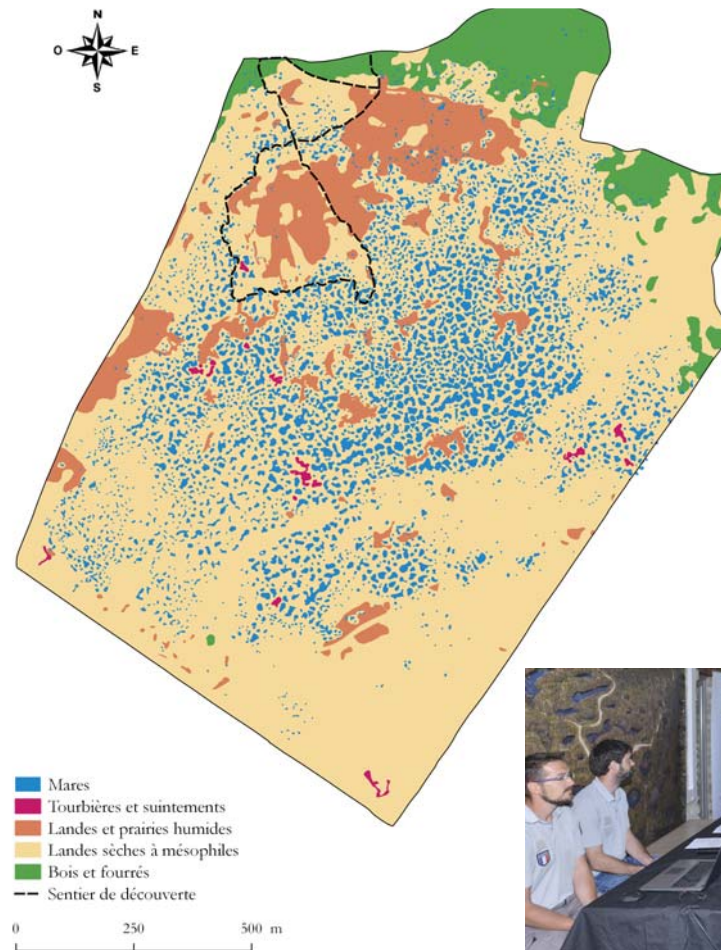 N
O E
S
Mares
Tourbières et suintements
Landes et prairies humides
Landes sèches à mésophiles
Bois et fourrés
Sentier de découverte
0 250 500 m